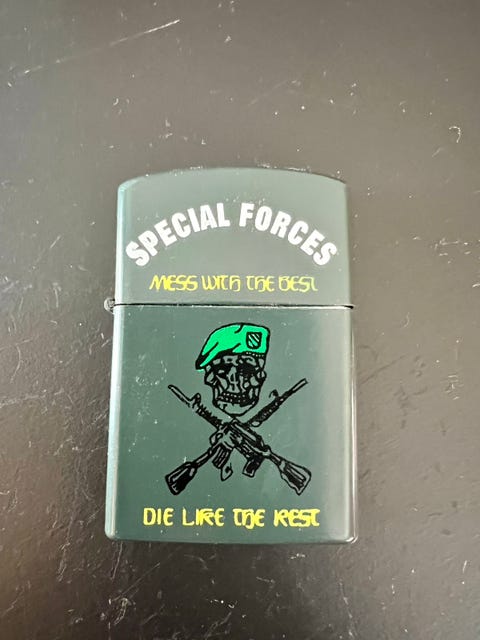 SPECIAL FORCES
MESS WITH THE BEST
DIE LIKE THE REST